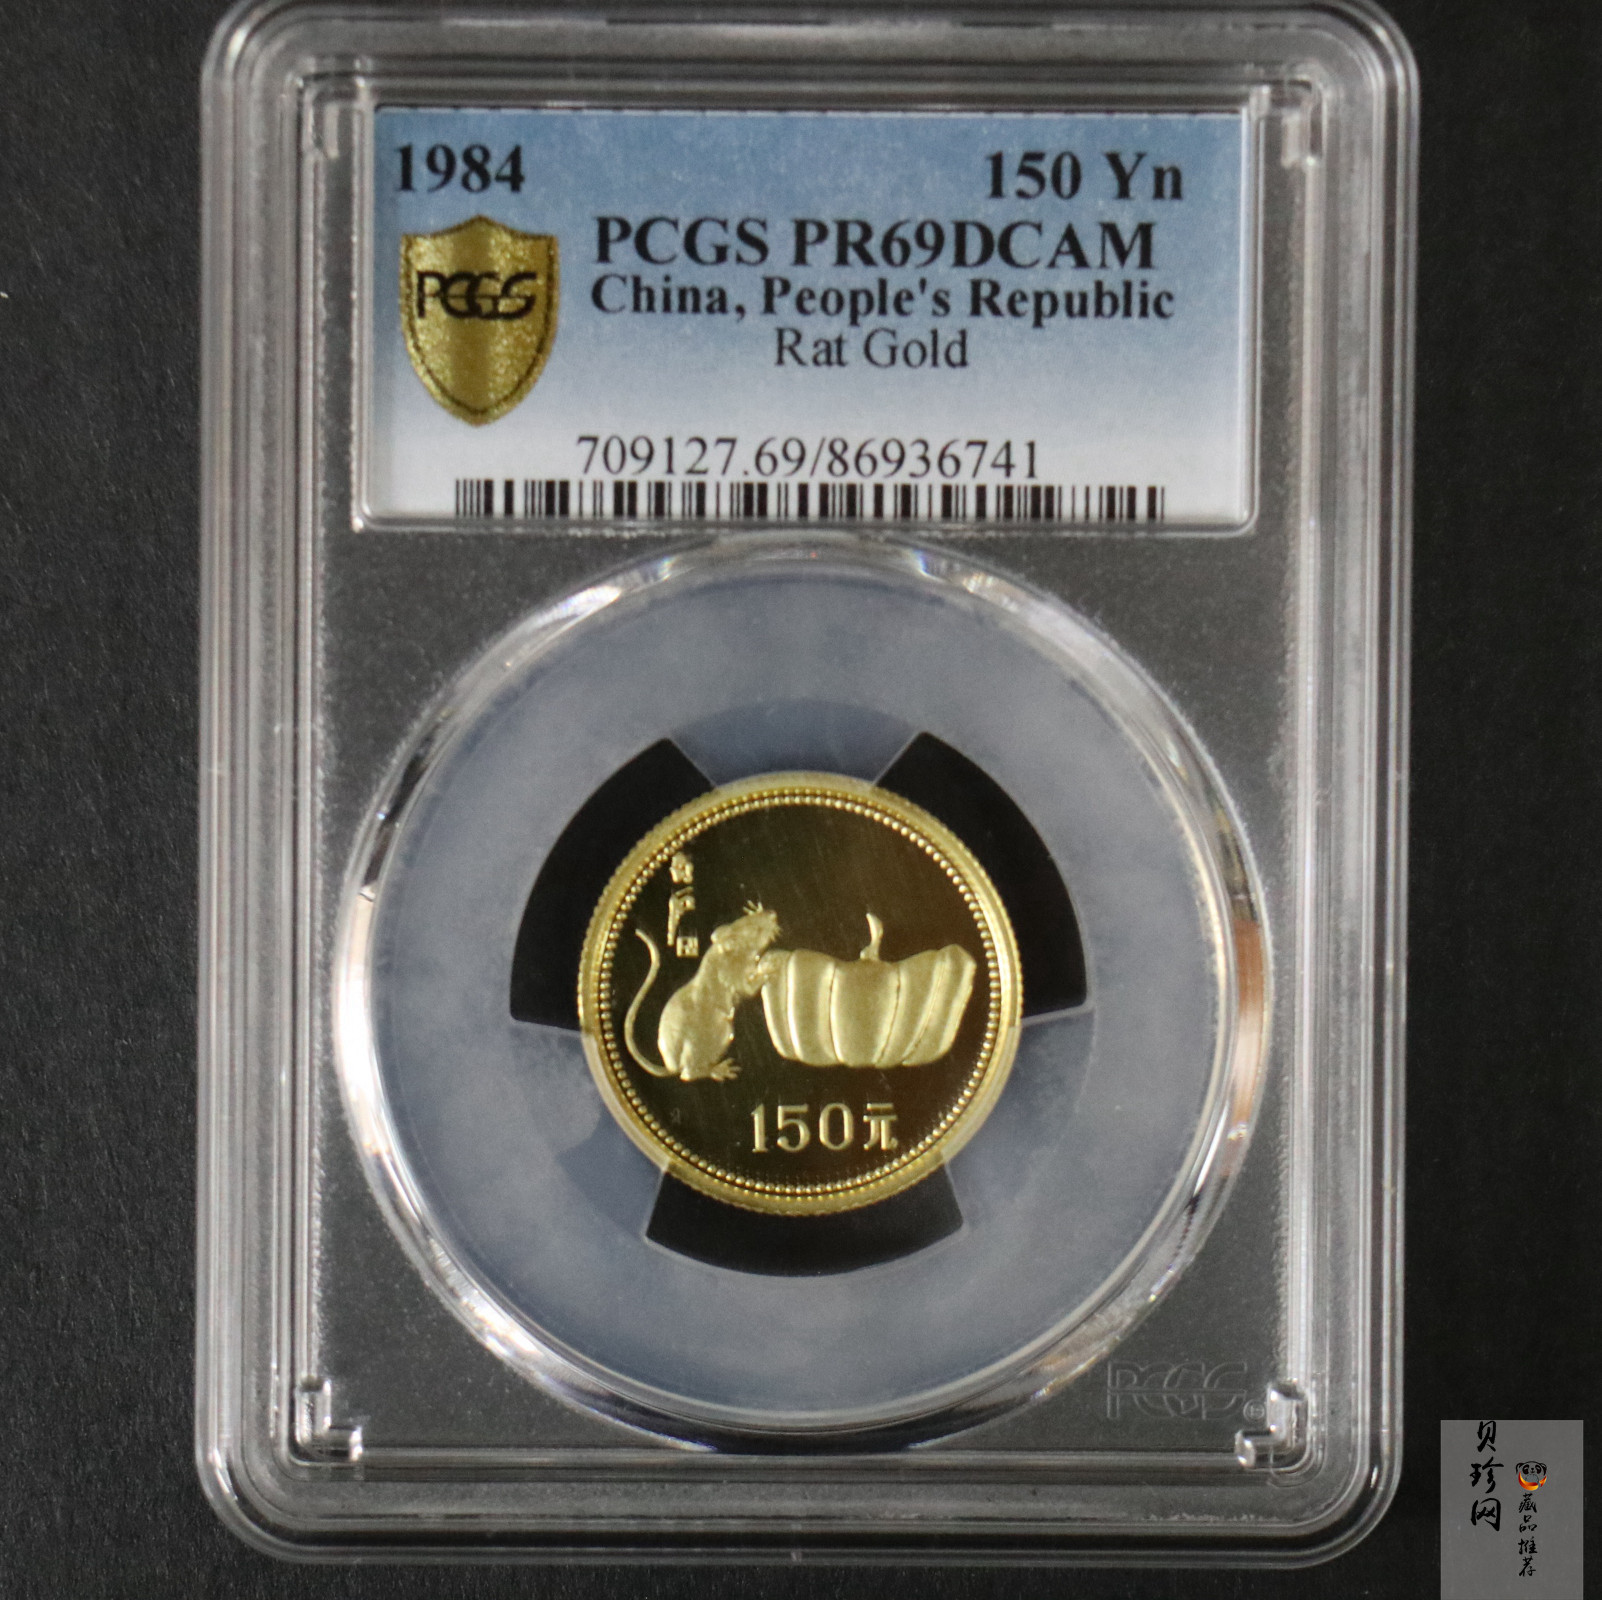 1984
150 Yn
PCGS PR69DCAM
PCGS
China, People's Republic
Rat Gold
709127.69/86936741
150元
PCGS
贝珍网
藏品推荐